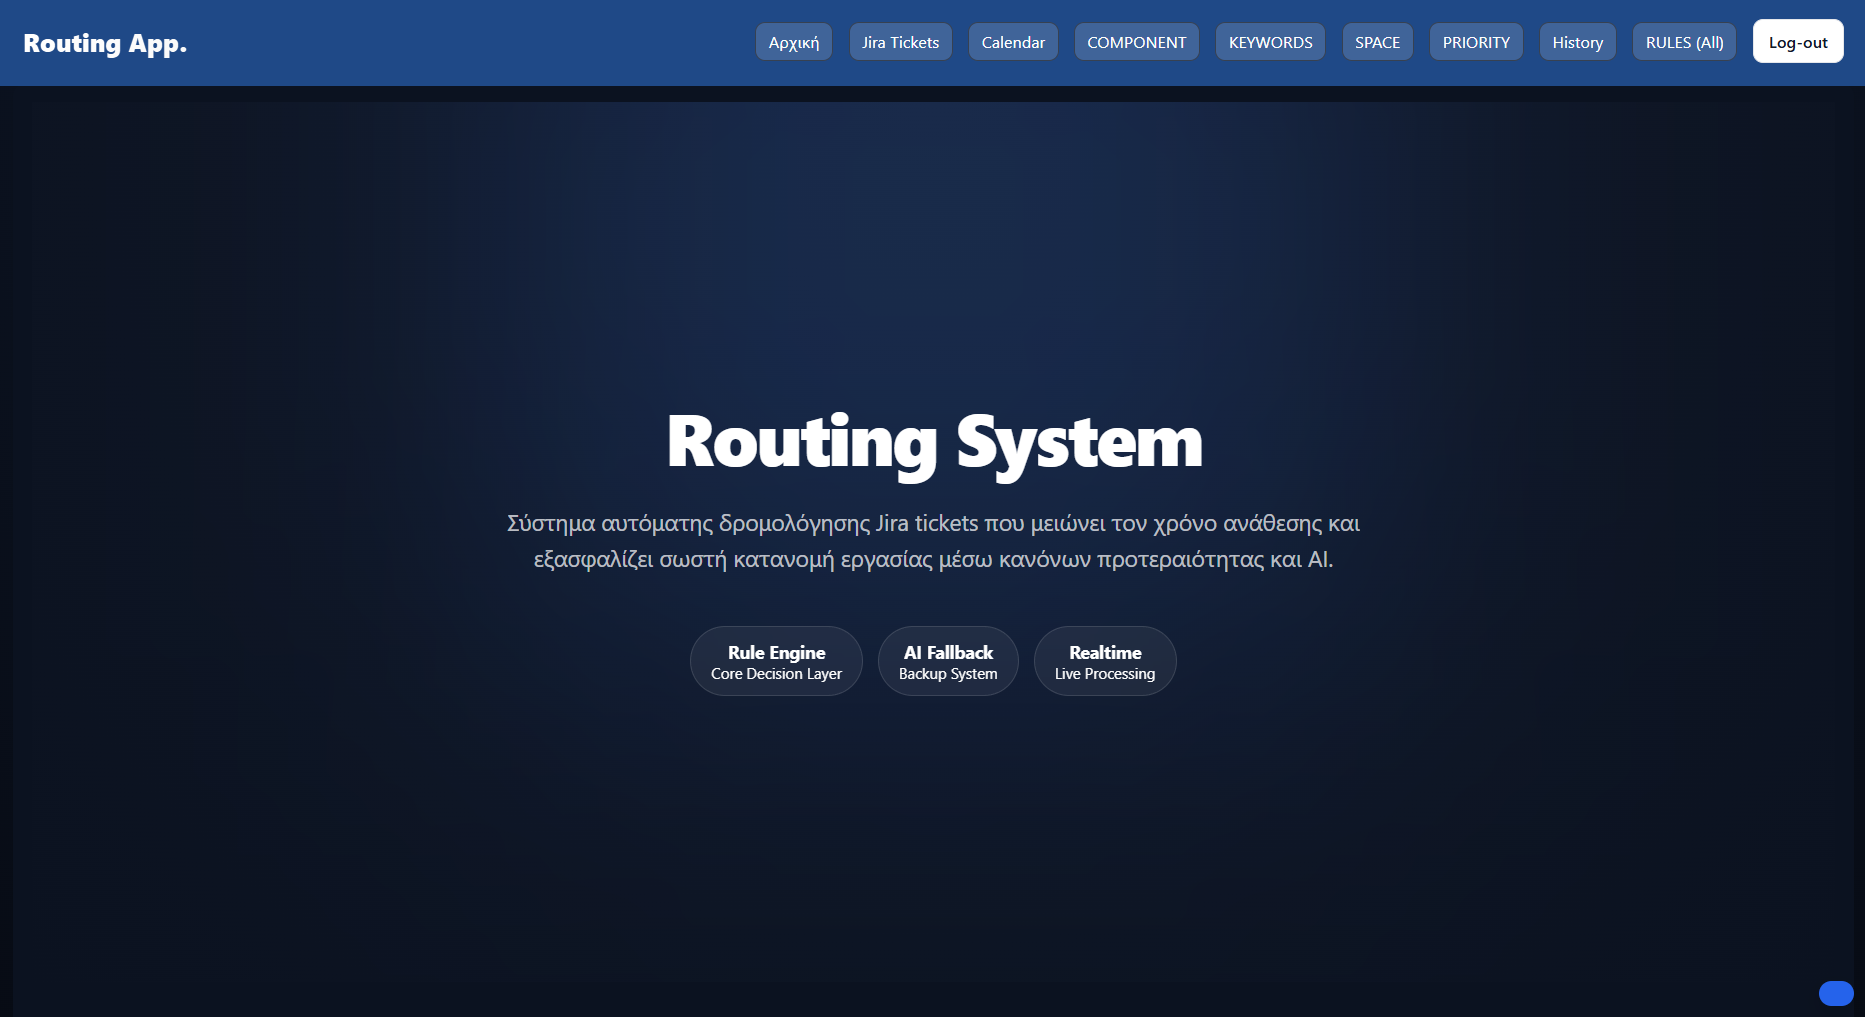 Routing App.
Αρχική
Jira Tickets
Calendar
COMPONENT
KEYWORDS
SPACE
PRIORITY
History
RULES (All)
Log-out
Routing System
Σύστημα αυτόματης δρομολόγησης Jira tickets που μειώνει τον χρόνο ανάθεσης και
εξασφαλίζει σωστή κατανομή εργασίας μέσω κανόνων προτεραιότητας και AI.
Rule Engine
Core Decision Layer
AI Fallback
Backup System
Realtime
Live Processing